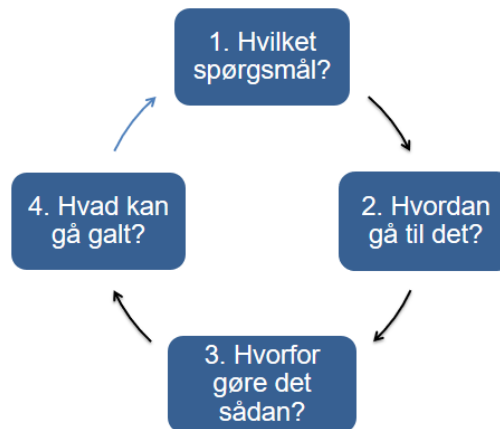 1. Hvilket
spørgsmål?
2. Hvordan
gå til det?
3. Hvorfor
gøre det
sådan?
4. Hvad kan
gå galt?